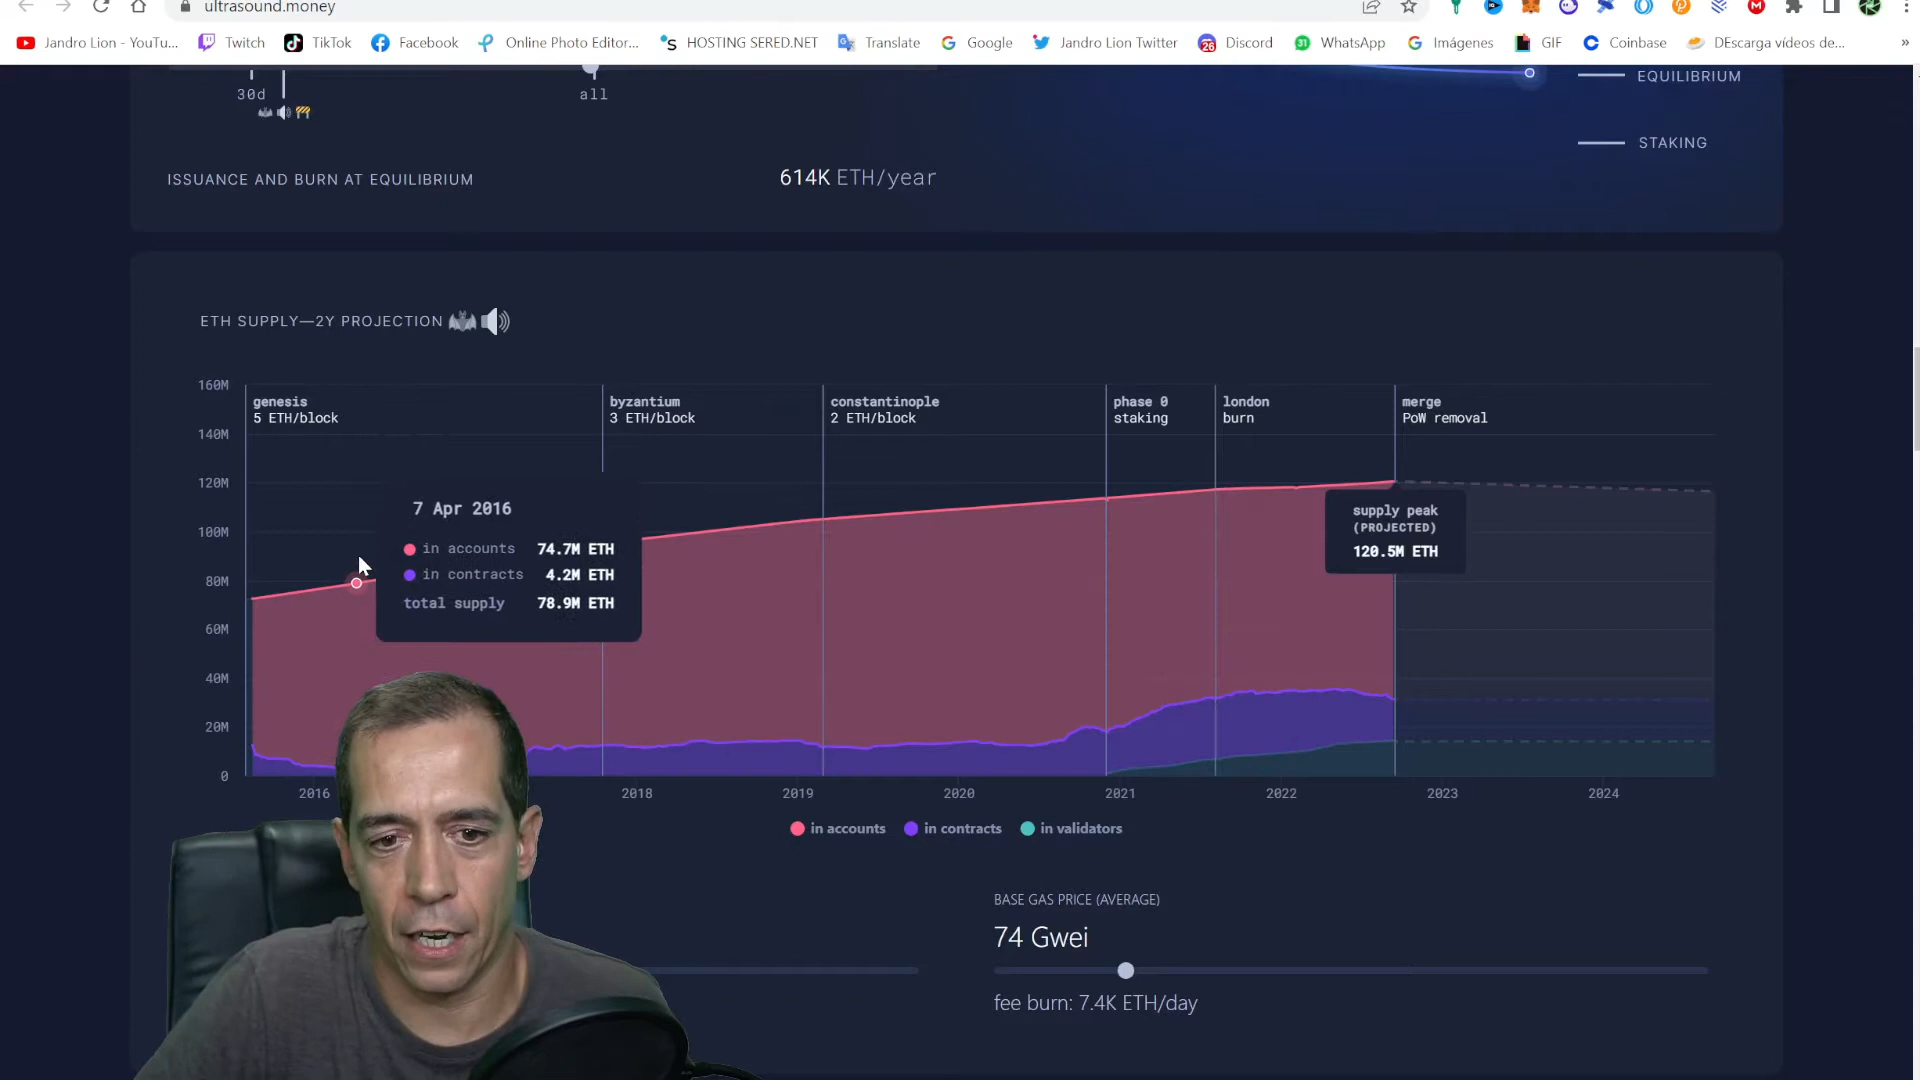 ultrasound.money
Jandro Lion - YouTu...
Twitch
TikTok
Facebook
Online Photo Editor...
HOSTING SERED.NET
Translate
Google
Jandro Lion Twitter
26
Discord
31
WhatsApp
Imágenes
GIF
Coinbase
DEscarga vídeos de...
»
30d
all
EQUILIBRIUM
STAKING
ISSUANCE AND BURN AT EQUILIBRIUM
614K ETH/year
ETH SUPPLY—2Y PROJECTION
160M
140M
120M
100M
80M
60M
40M
20M
0
genesis
5 ETH/block
byzantium
3 ETH/block
constantinople
2 ETH/block
phase 0
staking
london
burn
merge
PoW removal
7 Apr 2016
in accounts 74.7M ETH
in contracts 4.2M ETH
total supply 78.9M ETH
supply peak
(PROJECTED)
120.5M ETH
2016
2018
2019
2020
2021
2022
2023
2024
in accounts
in contracts
in validators
BASE GAS PRICE (AVERAGE)
74 Gwei
fee burn: 7.4K ETH/day